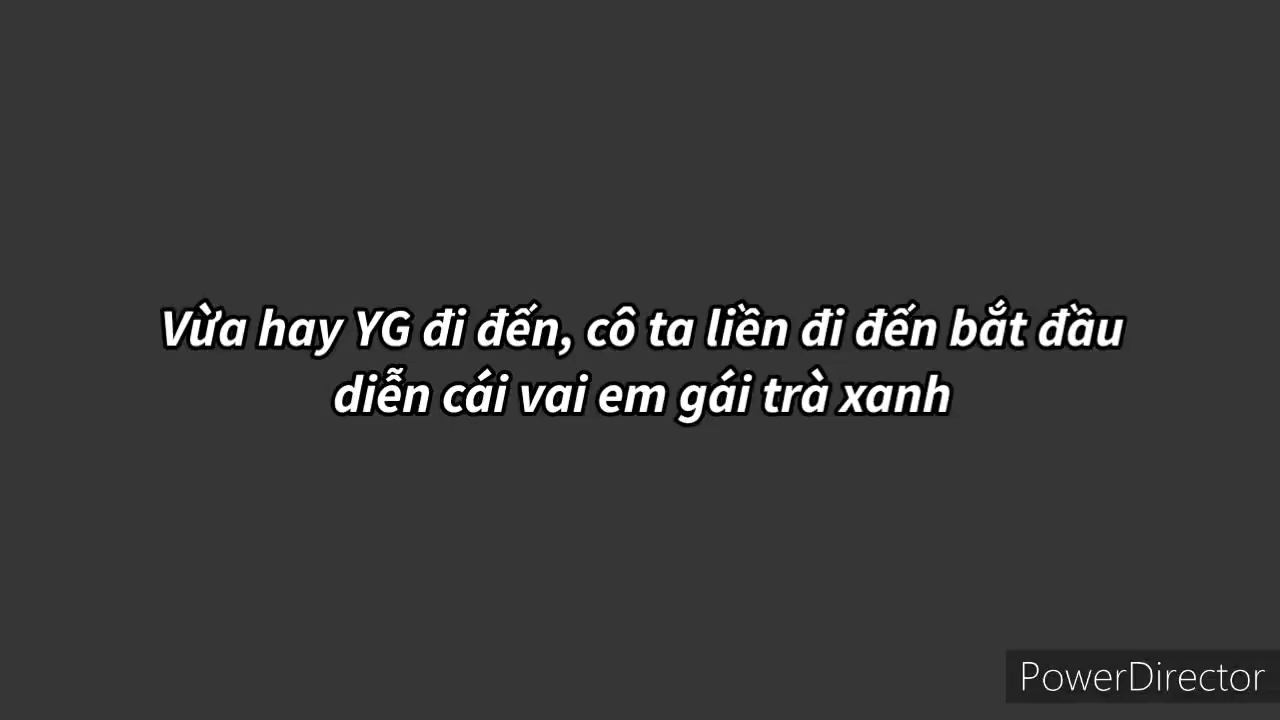 Vừa hay YG đi đến, cô ta liền đi đến bắt đầu
diễn cái vai em gái trà xanh
PowerDirector